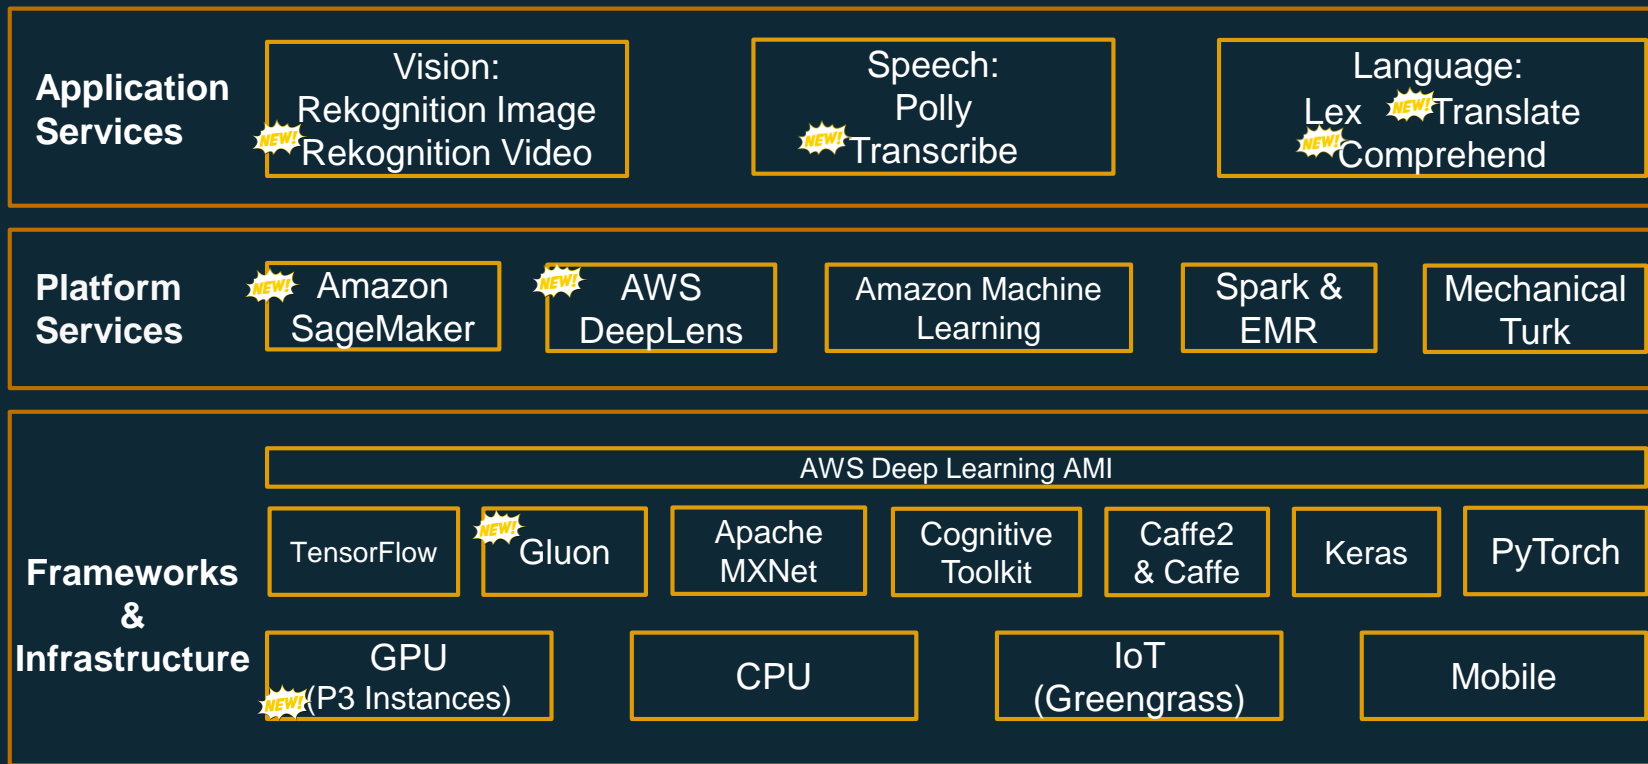 Application
Services
Vision:
Rekognition Image
NEW! Rekognition Video
Speech:
Polly
NEW! Transcribe
Language:
Lex NEW! Translate
NEW! Comprehend
Platform
Services
NEW! Amazon
SageMaker
NEW! AWS
DeepLens
Amazon Machine
Learning
Spark &
EMR
Mechanical
Turk
Frameworks
&
Infrastructure
AWS Deep Learning AMI
TensorFlow
NEW! Gluon
Apache
MXNet
Cognitive
Toolkit
Caffe2
& Caffe
Keras
PyTorch
GPU
NEW! (P3 Instances)
CPU
IoT
(Greengrass)
Mobile